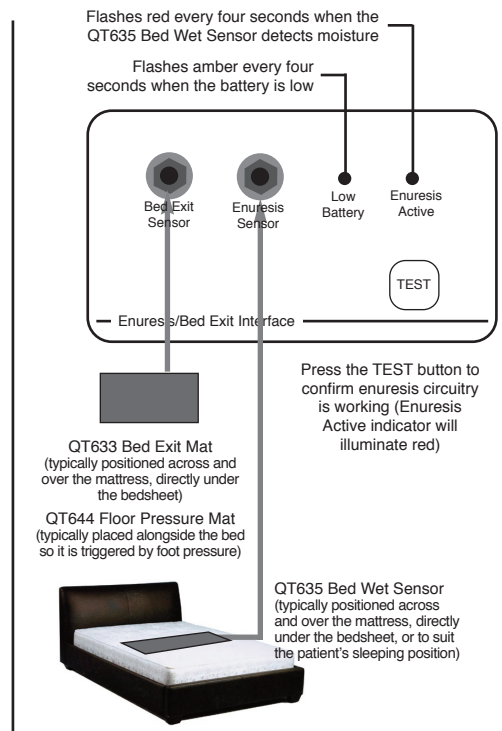 Flashes red every four seconds when the
QT635 Bed Wet Sensor detects moisture
Flashes amber every four
seconds when the battery is low
Bed Exit
Sensor
Enuresis
Sensor
Low
Battery
Enuresis
Active
TEST
Enuresis/Bed Exit Interface
Press the TEST button to
confirm enuresis circuitry
is working (Enuresis
Active indicator will
illuminate red)
QT633 Bed Exit Mat
(typically positioned across and
over the mattress, directly under
the bedsheet)
QT644 Floor Pressure Mat
(typically placed alongside the bed
so it is triggered by foot pressure)
QT635 Bed Wet Sensor
(typically positioned across
and over the mattress, directly
under the bedsheet, or to suit
the patient's sleeping position)